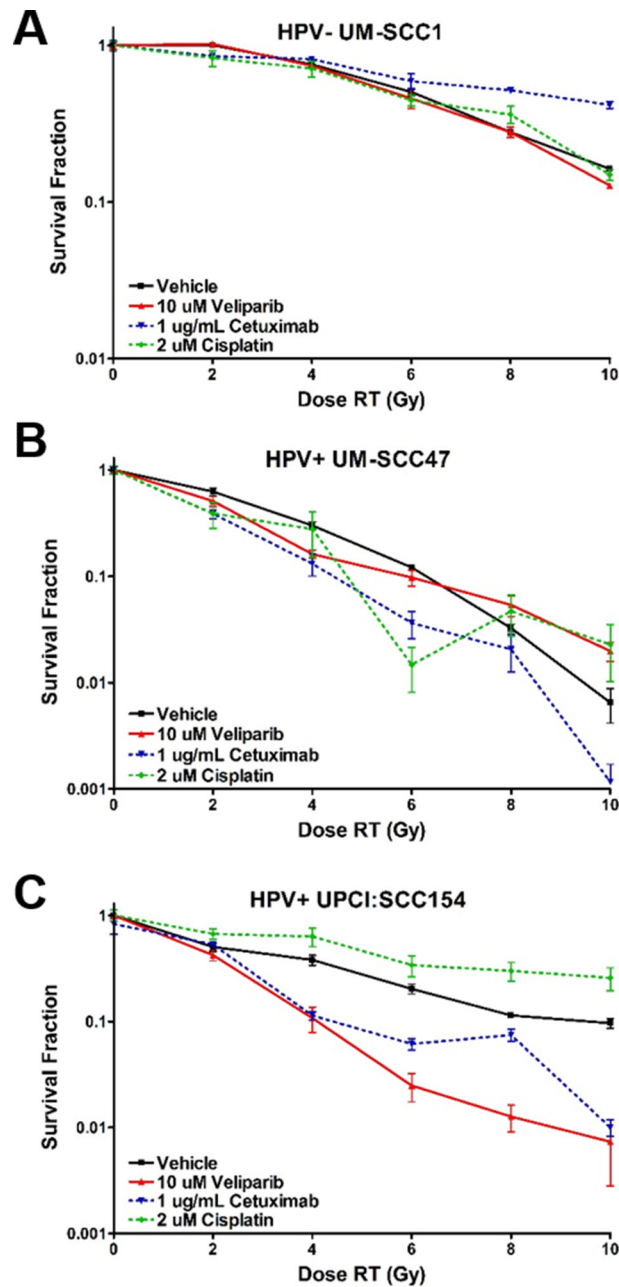 A
HPV- UM-SCC1
Survival Fraction
1
0.1
0.01
Vehicle
10 uM Veliparib
1 ug/mL Cetuximab
2 uM Cisplatin
0 2 4 6 8 10
Dose RT (Gy)
B
HPV+ UM-SCC47
Survival Fraction
1
0.1
0.01
0.001
Vehicle
10 uM Veliparib
1 ug/mL Cetuximab
2 uM Cisplatin
0 2 4 6 8 10
Dose RT (Gy)
C
HPV+ UPCI:SCC154
Survival Fraction
1
0.1
0.01
0.001
Vehicle
10 uM Veliparib
1 ug/mL Cetuximab
2 uM Cisplatin
0 2 4 6 8 10
Dose RT (Gy)